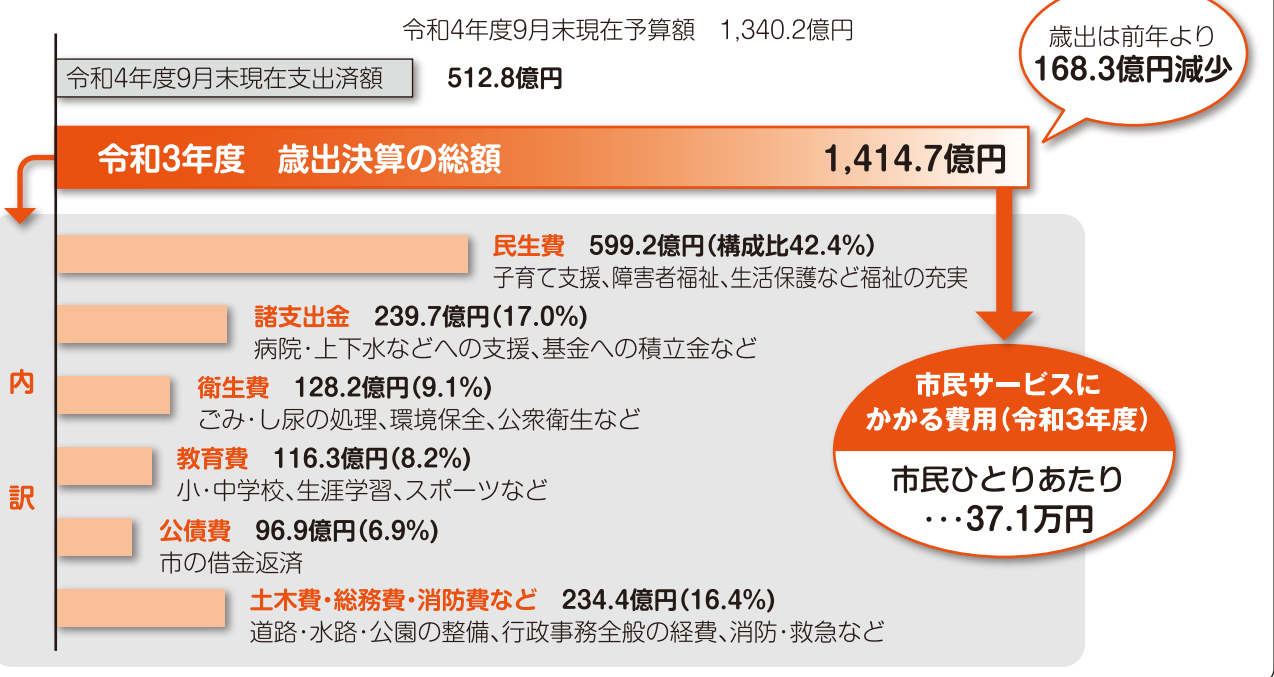 令和4年度9月末現在予算額　1,340.2億円
令和4年度9月末現在支出済額　512.8億円
歳出は前年より
168.3億円減少
令和3年度　歳出決算の総額　1,414.7億円
内訳
民生費　599.2億円(構成比42.4%)
子育て支援、障害者福祉、生活保護など福祉の充実
諸支出金　239.7億円(17.0%)
病院・上下水などへの支援、基金への積立金など
衛生費　128.2億円(9.1%)
ごみ・し尿の処理、環境保全、公衆衛生など
教育費　116.3億円(8.2%)
小・中学校、生涯学習、スポーツなど
公債費　96.9億円(6.9%)
市の借金返済
土木費・総務費・消防費など　234.4億円(16.4%)
道路・水路・公園の整備、行政事務全般の経費、消防・救急など
市民サービスに
かかる費用(令和3年度)
市民ひとりあたり
…37.1万円